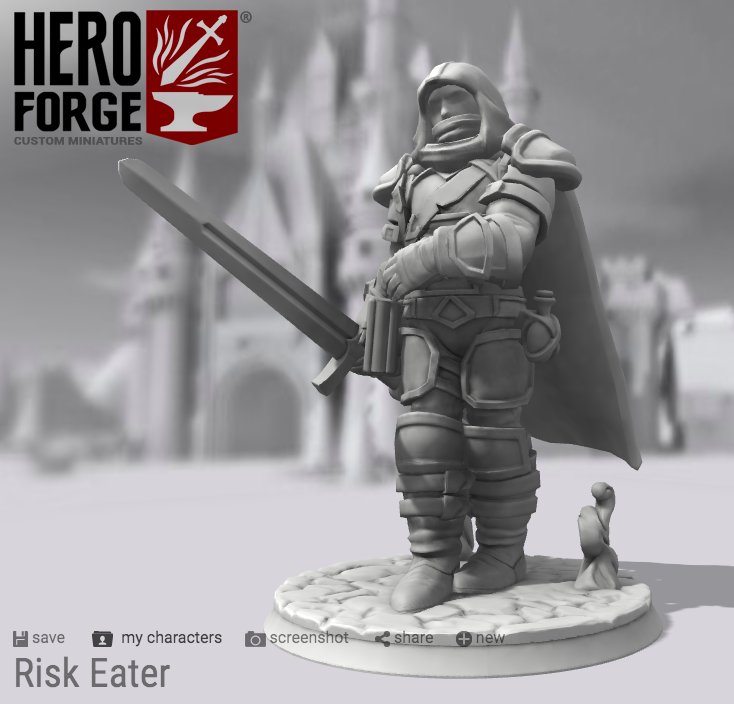 HERO
FORGE®
CUSTOM MINIATURES
save my characters screenshot share new
Risk Eater